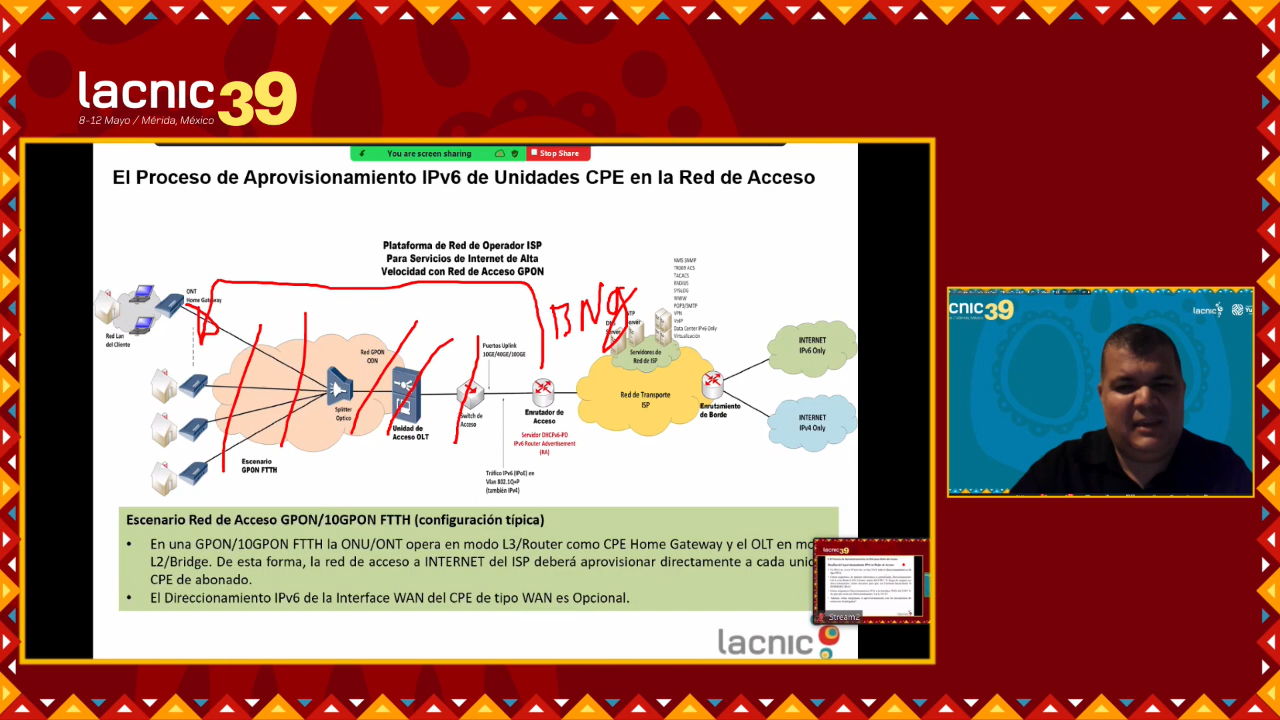 lacnic 39
8-12 Mayo / Mérida, México
You are screen sharing
Stop Share
El Proceso de Aprovisionamiento IPv6 de Unidades CPE en la Red de Acceso
Plataforma de Red de Operador ISP
Para Servicios de Internet de Alta
Velocidad con Red de Acceso GPON
ONT
Home Gateway
Red Lan
del Cliente
Red GPON
ODN
Splitter
Optico
Unidad de
Acceso OLT
Escenario
GPON FTTH
Puertos Uplink
10GE/40GE/100GE
Switch de
Acceso
Enrutador de
Acceso
Servidor DHCPv6-PD
IPv6 Router Advertisement
(RA)
Tráfico IPv6 (IPoE) en
Vlan 802.1Q+P
(también IPv4)
BNG
NMS SNMP
TR069 ACS
TACACS
RADIUS
SYSLOG
WWW
POP3/SMTP
VPN
VoIP
Data Center IPv6 Only
Virtualización
Servidores de
Red de ISP
Red de Transporte
ISP
Enrutamiento
de Borde
INTERNET
IPv6 Only
INTERNET
IPv4 Only
Escenario Red de Acceso GPON/10GPON FTTH (configuración típica)
• En una GPON/10GPON FTTH la ONU/ONT opera en modo L3/Router como CPE Home Gateway y el OLT en mo
L2/Bridge. De esta forma, la red de acceso a INTERNET del ISP deberá aprovisionar directamente a cada unid
CPE de abonado.
namiento IPv6 a la Interfaz WAN del CPE de tipo WAN es Opcional.
lacnic
Stream2
lacnic39
cnic39
lacnic